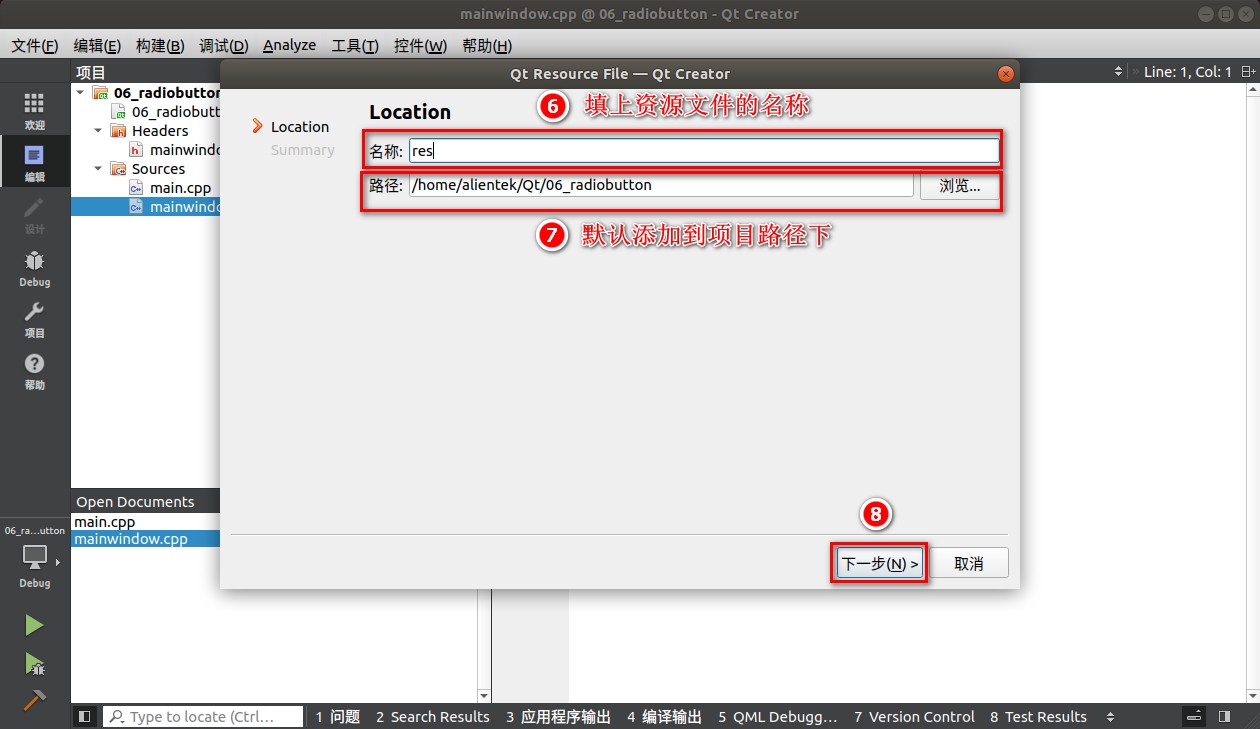 mainwindow.cpp @ 06_radiobutton - Qt Creator
文件(F) 编辑(E) 构建(B) 调试(D) Analyze 工具(T) 控件(W) 帮助(H)
项目
Qt Resource File — Qt Creator
Line: 1, Col: 1
欢迎
编辑
设计
Debug
项目
帮助
06_radiobutton
06_radiobutt
Headers
mainwindo
Sources
main.cpp
mainwindo
Location
Summary
Location
6 填上资源文件的名称
名称: res
路径: /home/alientek/Qt/06_radiobutton 浏览...
7 默认添加到项目路径下
8
下一步(N) > 取消
Open Documents
main.cpp
mainwindow.cpp
06_ra...utton
Debug
Type to locate (Ctrl... 1 问题 2 Search Results 3 应用程序输出 4 编译输出 5 QML Debugg... 7 Version Control 8 Test Results